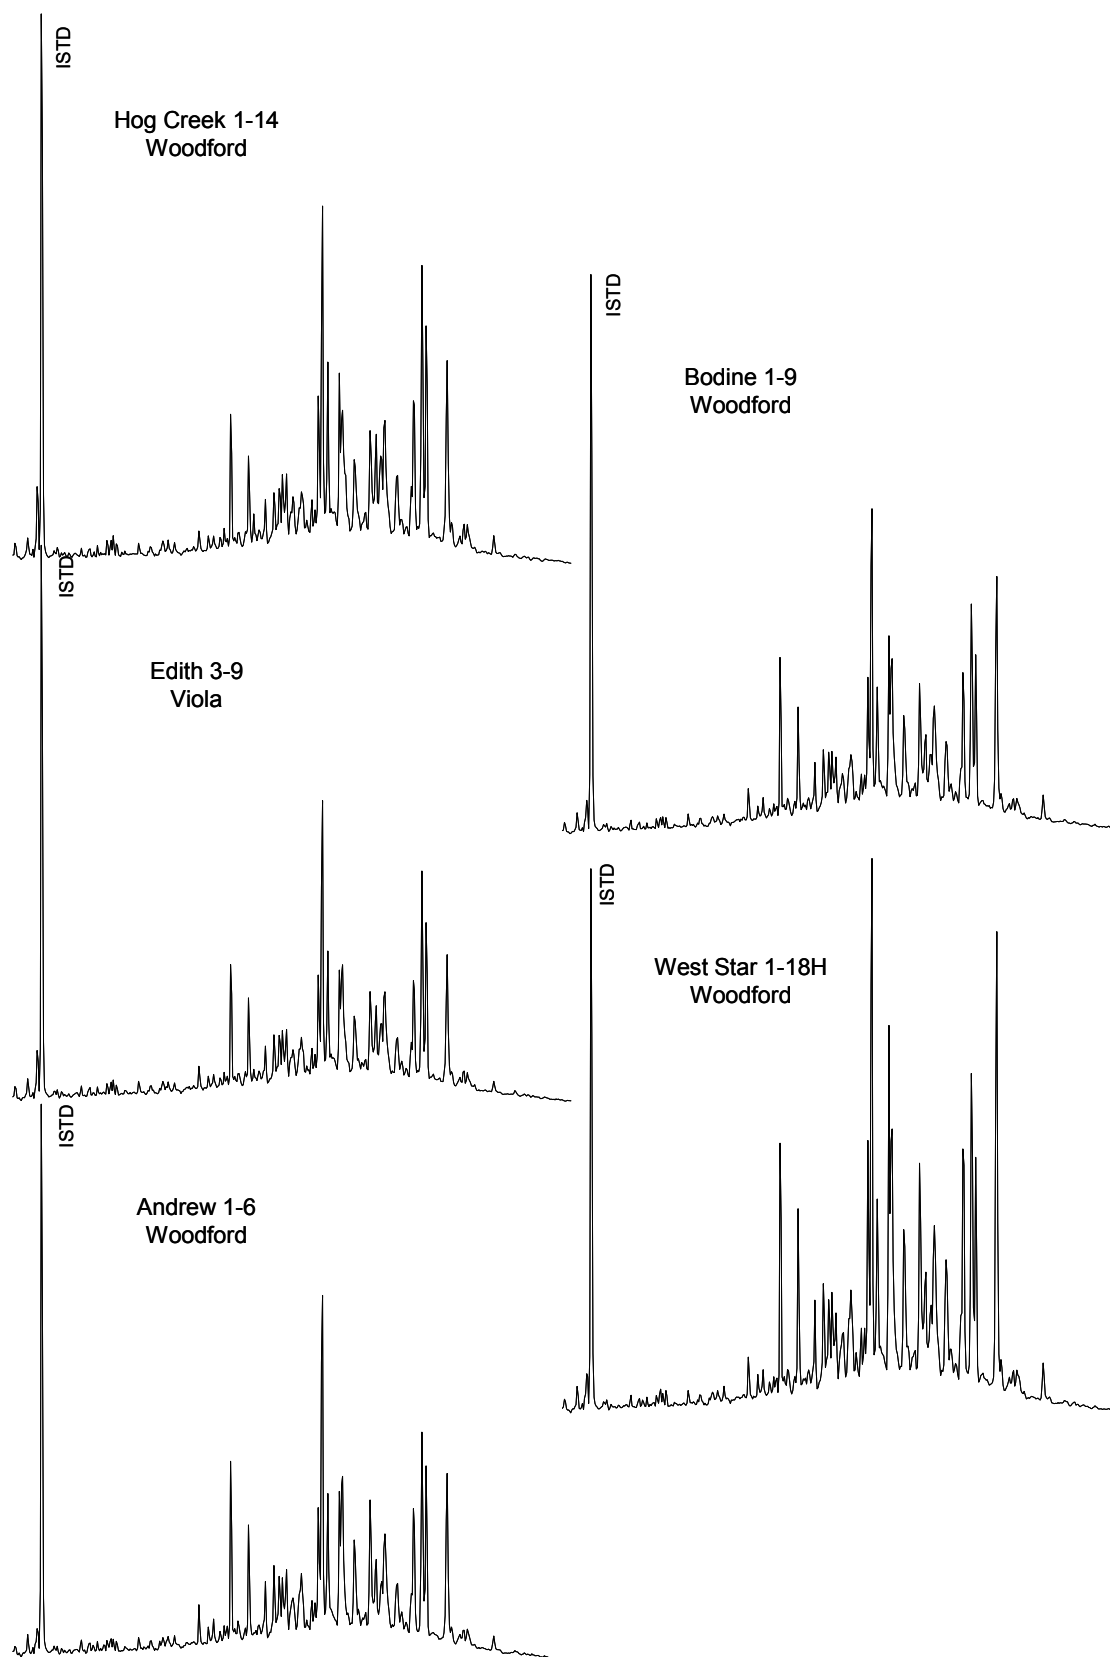 ISTD
Hog Creek 1-14
Woodford
ISTD
Edith 3-9
Viola
ISTD
Andrew 1-6
Woodford
ISTD
Bodine 1-9
Woodford
ISTD
West Star 1-18H
Woodford